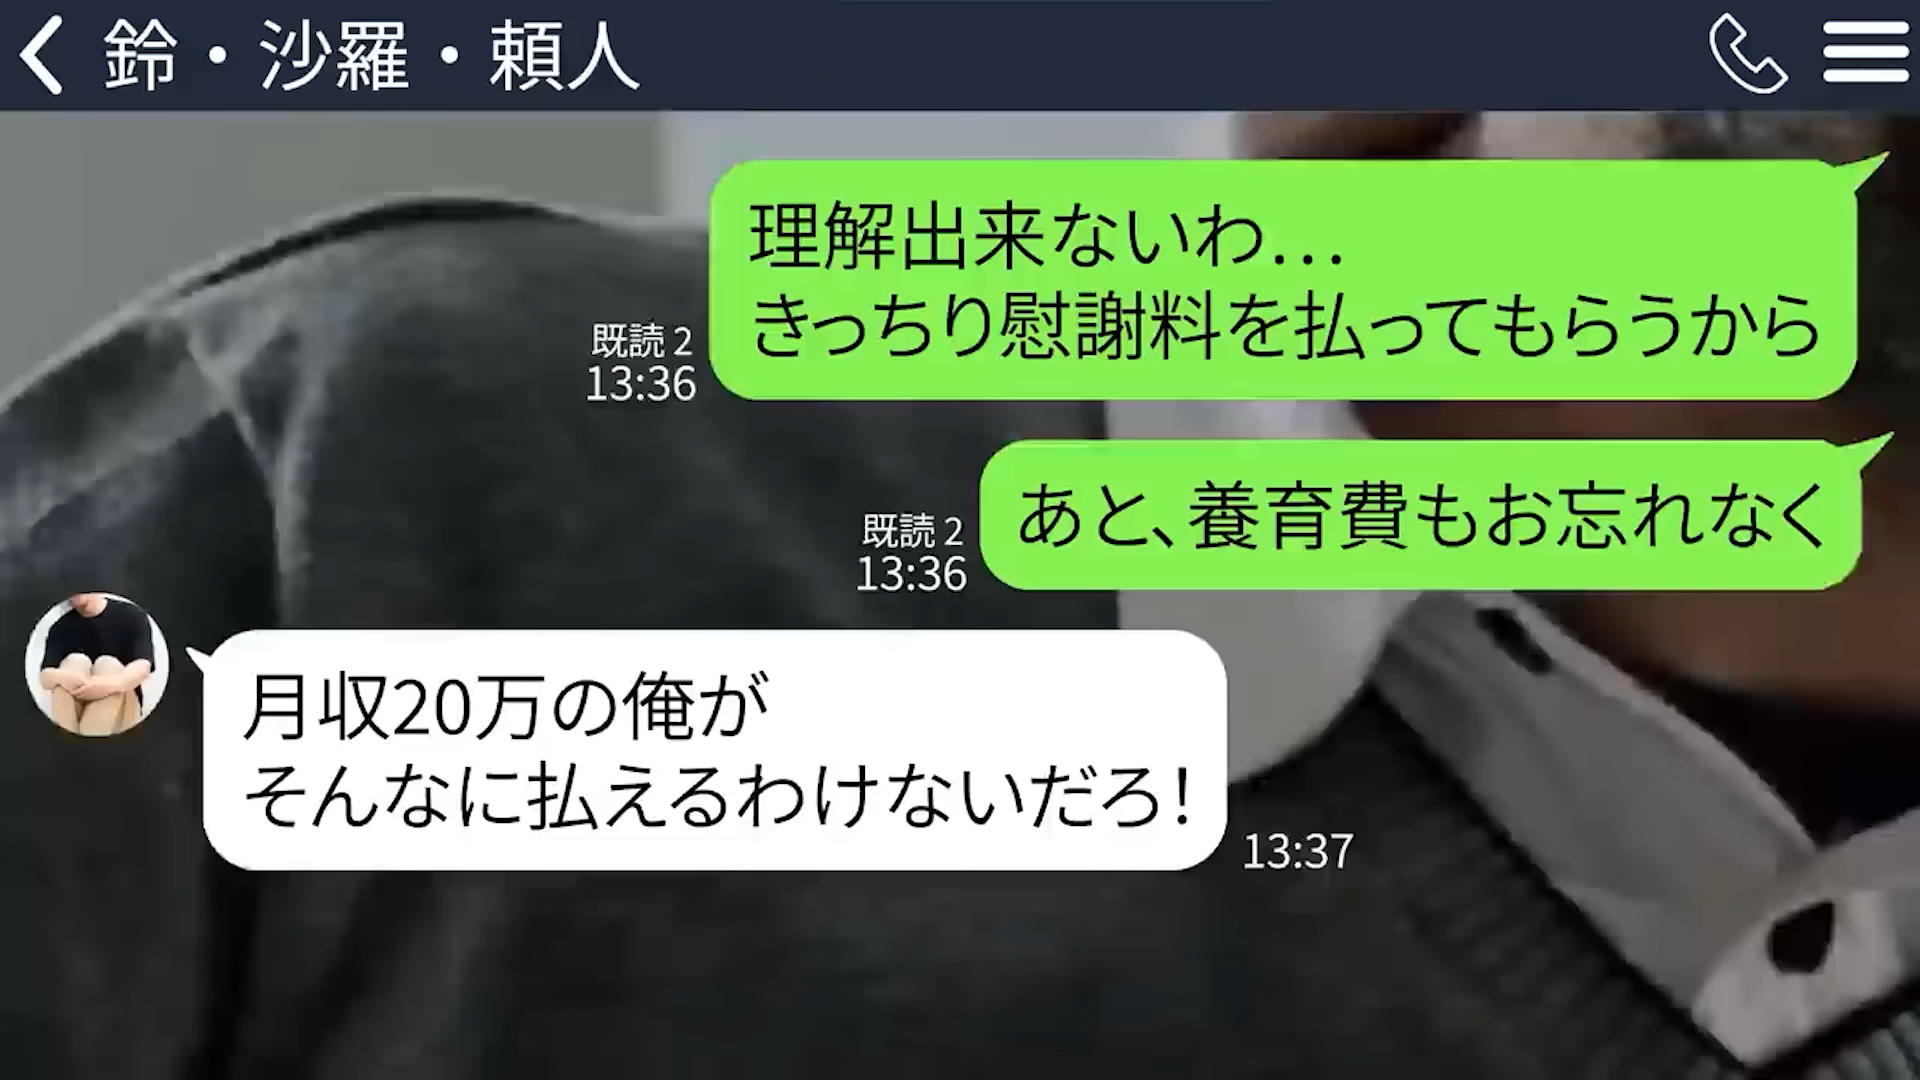 鈴・沙羅・頼人
理解出来ないわ…
きっちり慰謝料を払ってもらうから
既読 2
13:36
あと、養育費もお忘れなく
既読 2
13:36
月収20万の俺が
そんなに払えるわけないだろ!
13:37